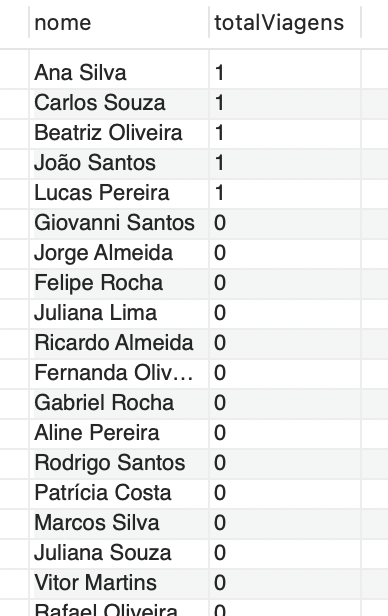 nome totalViagens
Ana Silva 1
Carlos Souza 1
Beatriz Oliveira 1
João Santos 1
Lucas Pereira 1
Giovanni Santos 0
Jorge Almeida 0
Felipe Rocha 0
Juliana Lima 0
Ricardo Almeida 0
Fernanda Oliv... 0
Gabriel Rocha 0
Aline Pereira 0
Rodrigo Santos 0
Patrícia Costa 0
Marcos Silva 0
Juliana Souza 0
Vitor Martins 0
Rafael Oliveira 0